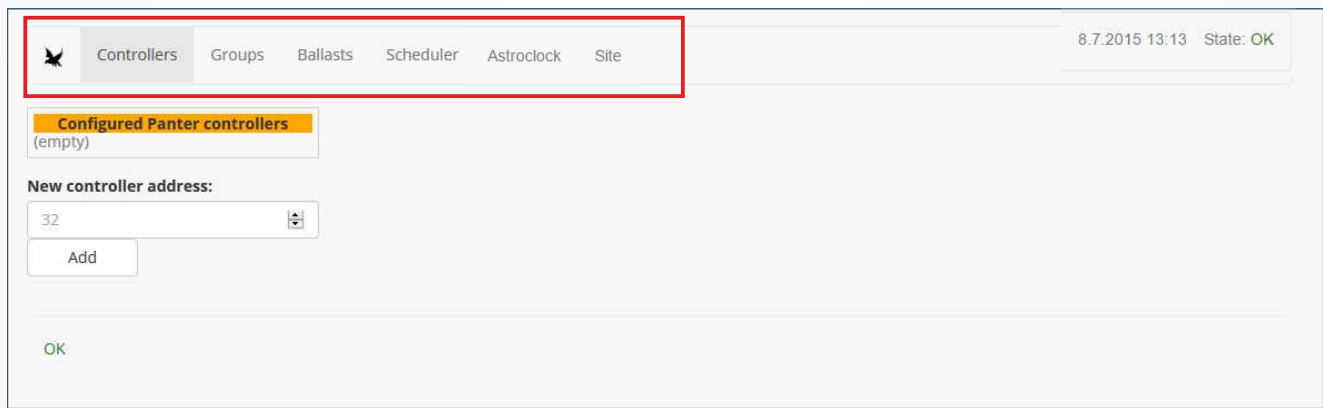 Controllers Groups Ballasts Scheduler Astroclock Site 8.7.2015 13:13 State: OK
Configured Panter controllers
(empty)
New controller address:
32
Add
OK